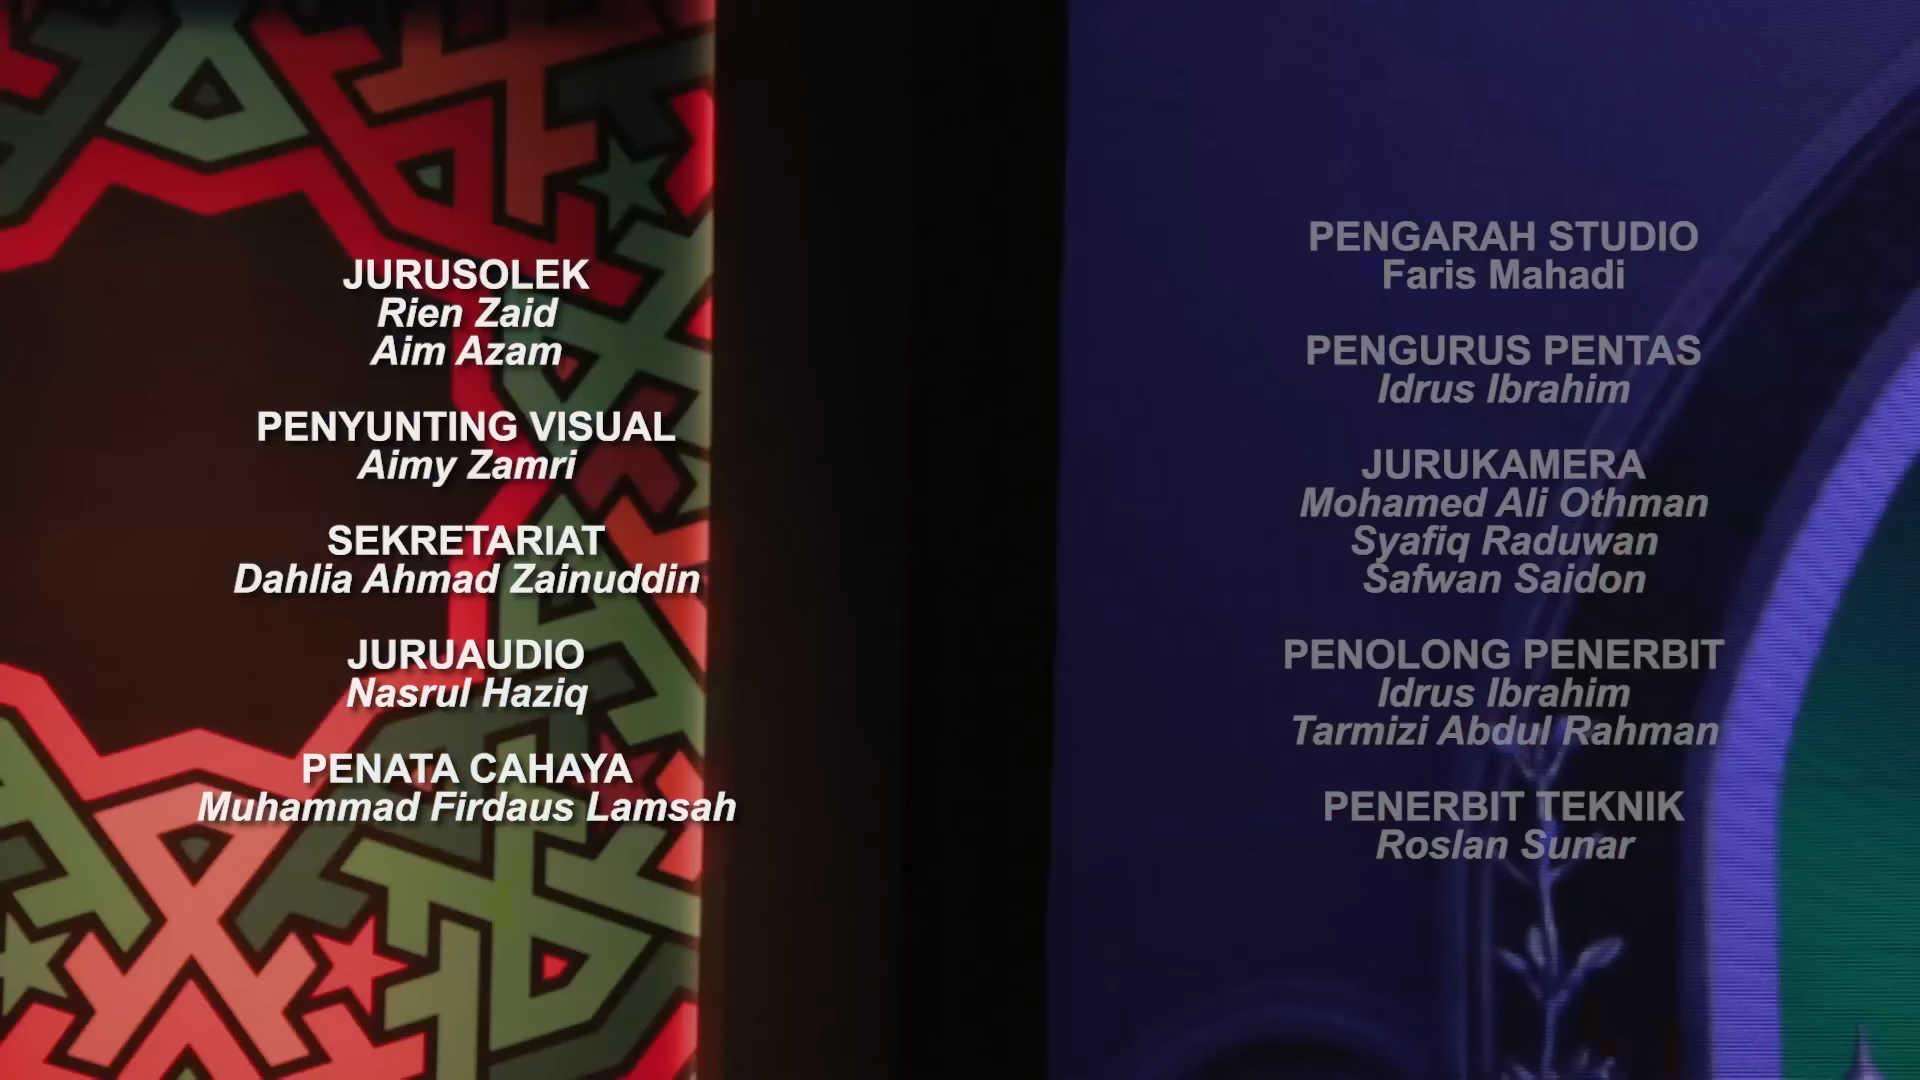 JURUSOLEK
Rien Zaid
Aim Azam
PENYUNTING VISUAL
Aimy Zamri
SEKRETARIAT
Dahlia Ahmad Zainuddin
JURUAUDIO
Nasrul Haziq
PENATA CAHAYA
Muhammad Firdaus Lamsah
PENGARAH STUDIO
Faris Mahadi
PENGURUS PENTAS
Idrus Ibrahim
JURUKAMERA
Mohamed Ali Othman
Syafiq Raduwan
Safwan Saidon
PENOLONG PENERBIT
Idrus Ibrahim
Tarmizi Abdul Rahman
PENERBIT TEKNIK
Roslan Sunar